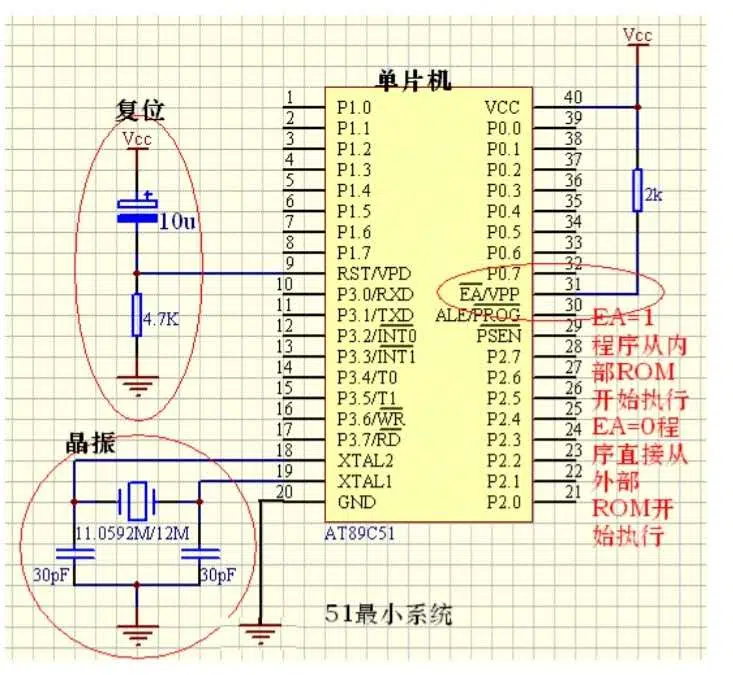 Vcc
单片机
复位
Vcc
10u
4.7K
1 P1.0 VCC 40
2 P1.1 P0.0 39
3 P1.2 P0.1 38
4 P1.3 P0.2 37
5 P1.4 P0.3 36
6 P1.5 P0.4 35
7 P1.6 P0.5 34
8 P1.7 P0.6 33
9 RST/VPD P0.7 32
10 P3.0/RXD EA/VPP 31
11 P3.1/TXD ALE/PROG 30
12 P3.2/INT0 PSEN 29
13 P3.3/INT1 P2.7 28
14 P3.4/T0 P2.6 27
15 P3.5/T1 P2.5 26
16 P3.6/WR P2.4 25
17 P3.7/RD P2.3 24
18 XTAL2 P2.2 23
19 XTAL1 P2.1 22
20 GND P2.0 21
AT89C51
2k
EA=1
程序从内
部ROM
开始执行
EA=0程
序直接从
外部
ROM开
始执行
晶振
11.0592M/12M
30pF
30pF
51最小系统